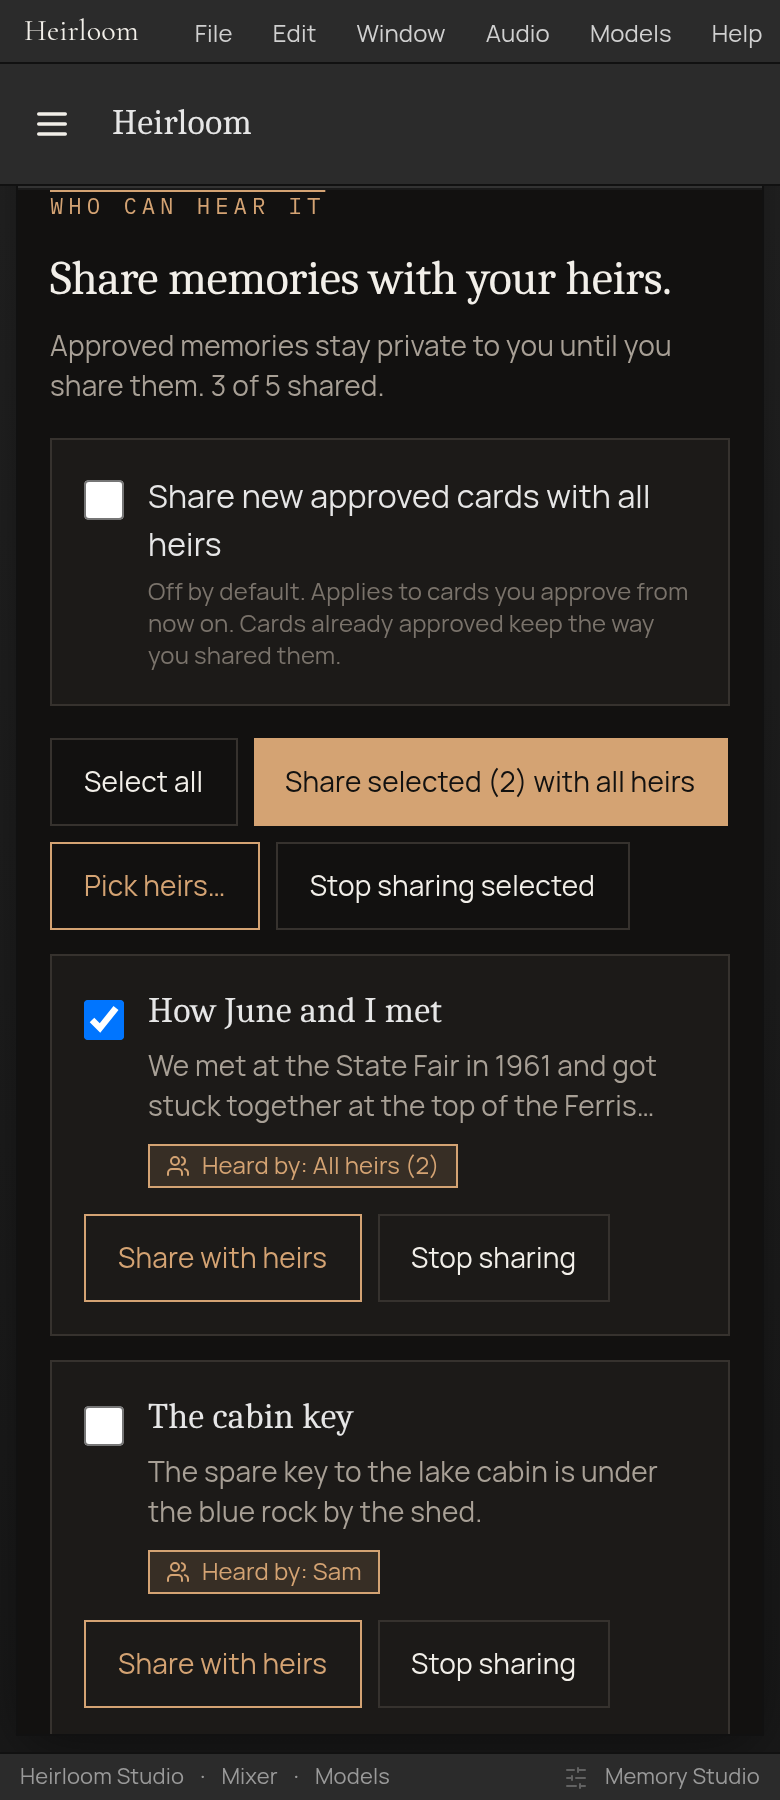 Heirloom File Edit Window Audio Models Help
Heirloom
WHO CAN HEAR IT
Share memories with your heirs.
Approved memories stay private to you until you
share them. 3 of 5 shared.
Share new approved cards with all
heirs
Off by default. Applies to cards you approve from
now on. Cards already approved keep the way
you shared them.
Select all Share selected (2) with all heirs
Pick heirs… Stop sharing selected
How June and I met
We met at the State Fair in 1961 and got
stuck together at the top of the Ferris…
Heard by: All heirs (2)
Share with heirs Stop sharing
The cabin key
The spare key to the lake cabin is under
the blue rock by the shed.
Heard by: Sam
Share with heirs Stop sharing
Heirloom Studio · Mixer · Models Memory Studio